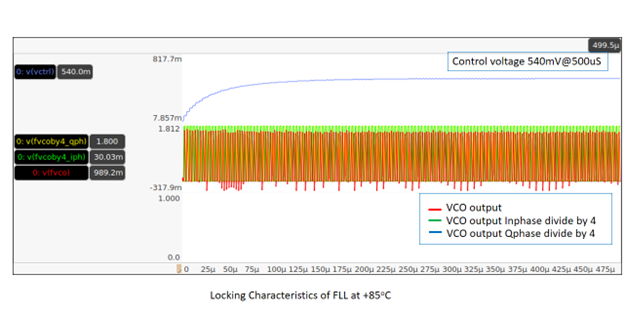 499.5µ
817.7m
Control voltage 540mV@500uS
0: v(vctrl) 540.0m
7.857m
1.812
0: v(fvcoby4_qph) 1.800
0: v(fvcoby4_iph) 30.03m
0: v(fvco) 989.2m
-317.9m
1.000
VCO output
VCO output Inphase divide by 4
VCO output Qphase divide by 4
0.0
0 25µ 50µ 75µ 100µ 125µ 150µ 175µ 200µ 225µ 250µ 275µ 300µ 325µ 350µ 375µ 400µ 425µ 450µ 475µ
Locking Characteristics of FLL at +85°C